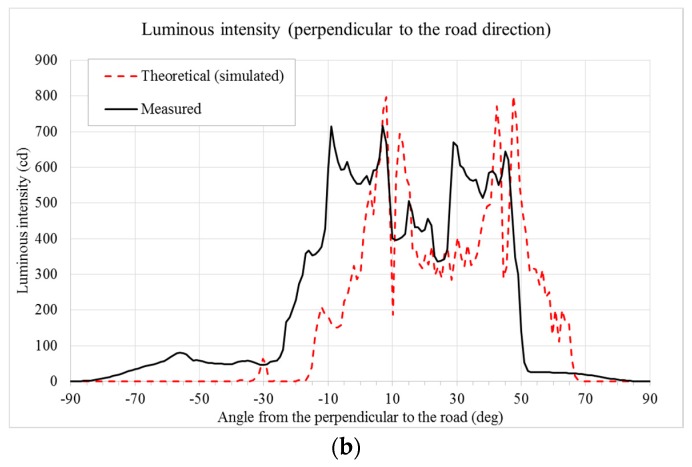 Luminous intensity (perpendicular to the road direction)
900
800
700
600
500
400
300
200
100
0
Luminous intensity (cd)
Theoretical (simulated)
Measured
-90 -70 -50 -30 -10 10 30 50 70 90
Angle from the perpendicular to the road (deg)
(b)